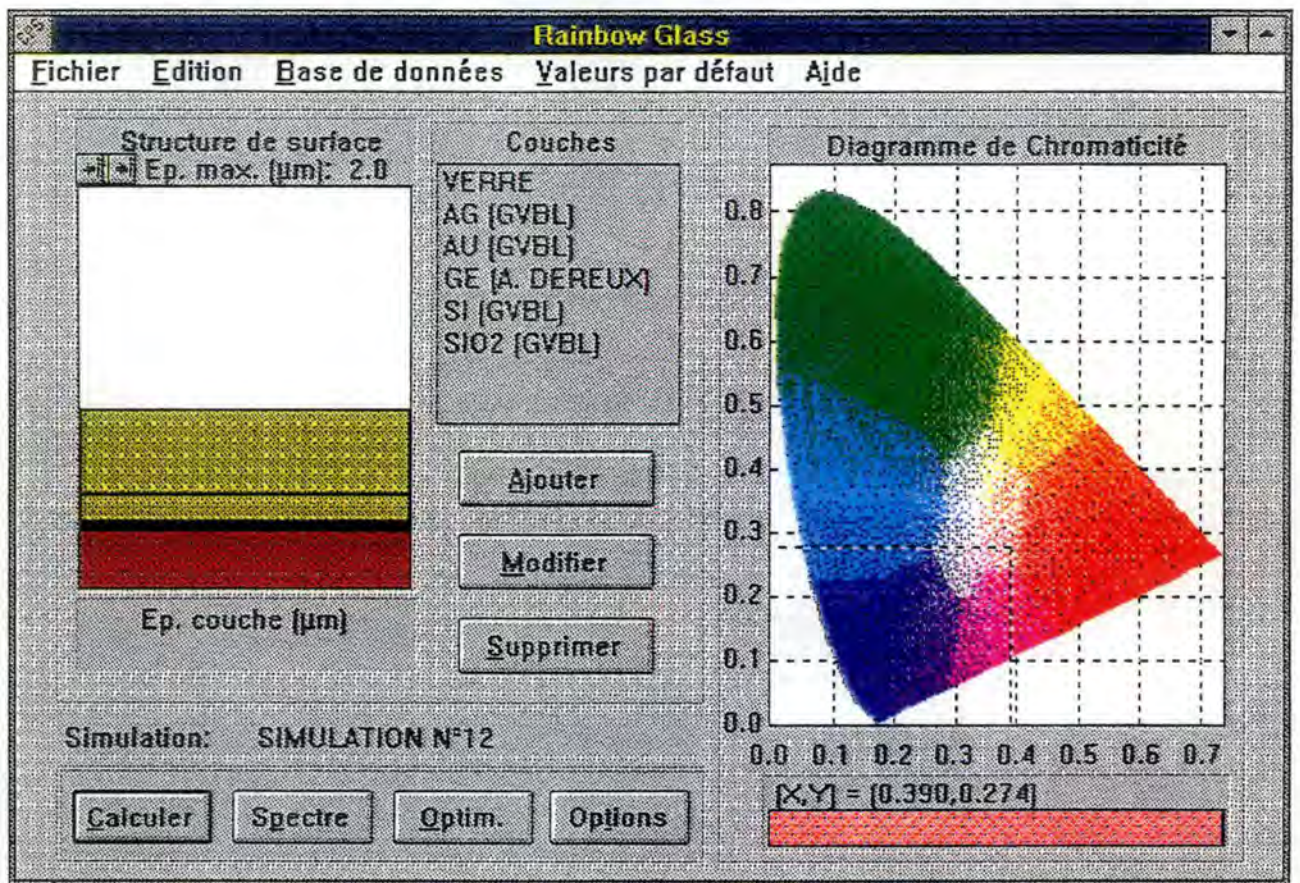 Rainbow Glass
Fichier Edition Base de données Valeurs par défaut Ajde
Structure de surface
Ep. max. (µm): 2.0
Ep. couche (µm)
Couches
VERRE
AG (GVBL)
AU (GVBL)
GE (A. DEREUX)
SI (GVBL)
SIO2 (GVBL)
Ajouter
Modifier
Supprimer
Simulation: SIMULATION N°12
Calculer Spectre Optim. Options
Diagramme de Chromaticité
0.8
0.7
0.6
0.5
0.4
0.3
0.2
0.1
0.0
0.0 0.1 0.2 0.3 0.4 0.5 0.6 0.7
(X,Y) = (0.390,0.274)